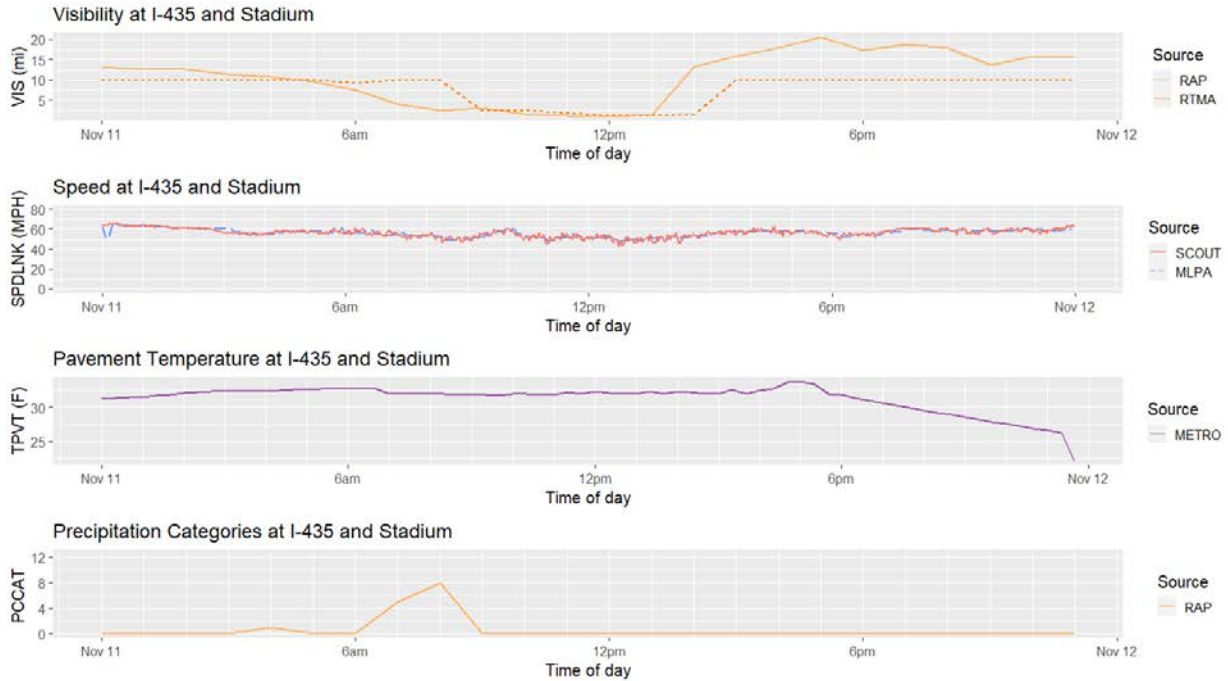 Visibility at I-435 and Stadium
VIS (mi)
20
15
10
5
Nov 11
6am
12pm
6pm
Nov 12
Time of day
Source
RAP
RTMA
Speed at I-435 and Stadium
SPDLNK (MPH)
80
60
40
20
0
Nov 11
6am
12pm
6pm
Nov 12
Time of day
Source
SCOUT
MLPA
Pavement Temperature at I-435 and Stadium
TPVT (F)
30
25
Nov 11
6am
12pm
6pm
Nov 12
Time of day
Source
METRO
Precipitation Categories at I-435 and Stadium
PCCAT
12
8
4
0
Nov 11
6am
12pm
6pm
Nov 12
Time of day
Source
RAP